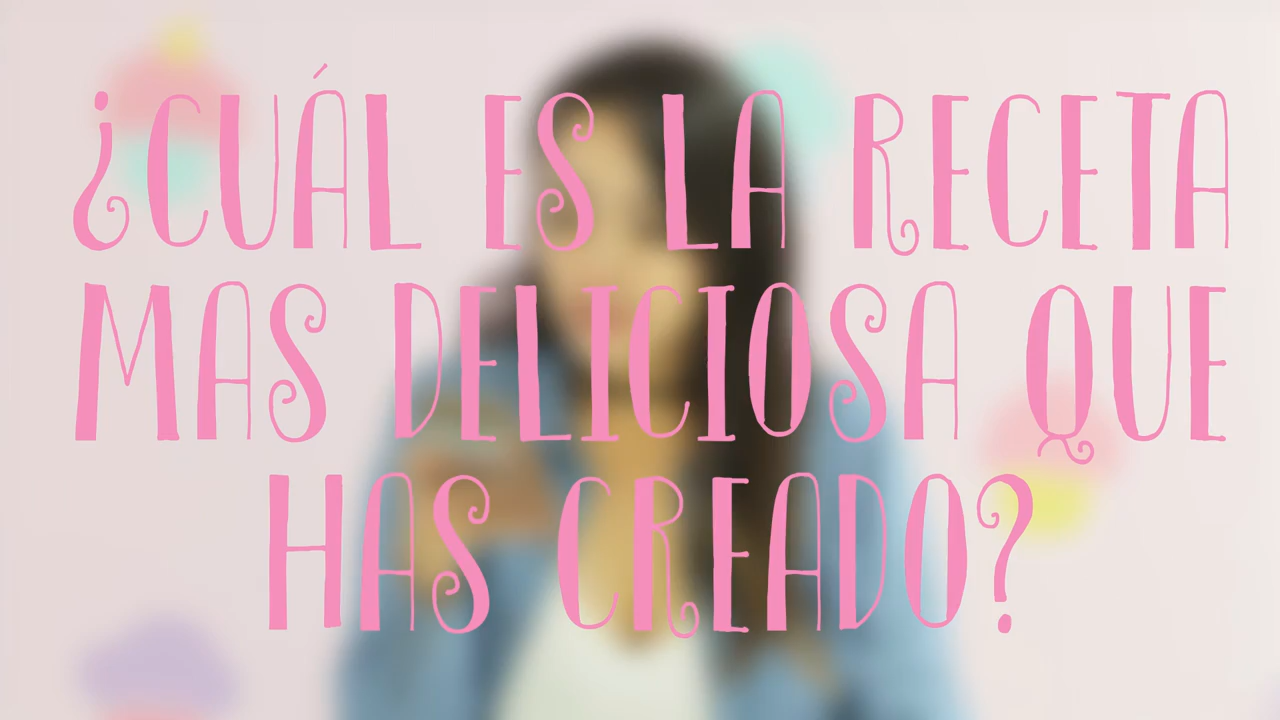 ¿CUÁL ES LA RECETA
MAS DELICIOSA QUE
HAS CREADO?